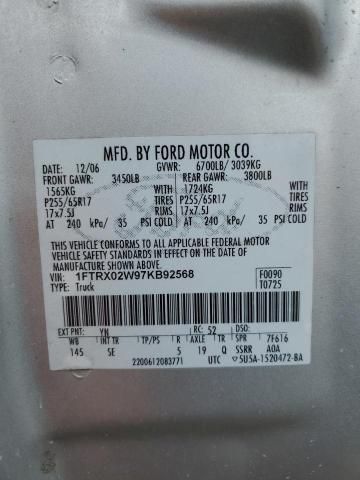 MFD. BY FORD MOTOR CO.
12/06 GVWR: 6700LB/ 3039KG
FRONT GAWR: 3450LB REAR GAWR: 3800LB
1565KG WITH 1724KG WITH
P255/65R17 TIRES P255/65R17 TIRES
17x7.5J RIMS 17x7.5J RIMS
AT 240 kPa/ 35 PSI COLD AT 240 kPa/ 35 PSI COLD
THIS VEHICLE CONFORMS TO ALL APPLICABLE FEDERAL MOTOR
VEHICLE SAFETY STANDARDS IN EFFECT ON THE DATE OF
MANUFACTURE SHOWN ABOVE.
VIN: 1FTRX02W97KB92568 F0090
TYPE: Truck T0725
EXT PNT: YN RC: 52 DSO:
WB INT TR TP/PS R AXLE TR SPR 7F616
145 SE 5 19 Q SSRR A0A
2200612083771 UTC 5U5A-1520472-BA